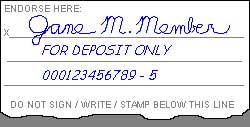 ENDORSE HERE:
x Jane M. Member
FOR DEPOSIT ONLY
000123456789 - 5
DO NOT SIGN / WRITE / STAMP BELOW THIS LINE